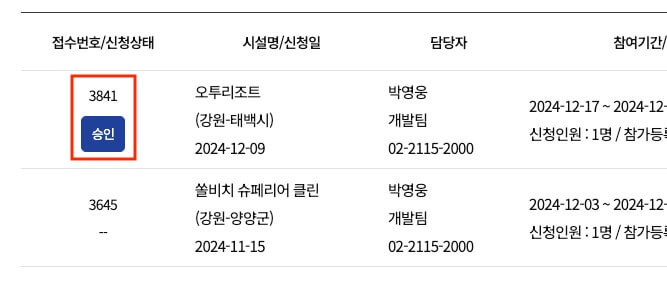 접수번호/신청상태 시설명/신청일 담당자 참여기간/
3841
승인
오투리조트
(강원-태백시)
2024-12-09
박영웅
개발팀
02-2115-2000
2024-12-17 ~ 2024-12-
신청인원 : 1명 / 참가등록
3645
--
쏠비치 슈페리어 클린
(강원-양양군)
2024-11-15
박영웅
개발팀
02-2115-2000
2024-12-03 ~ 2024-12-
신청인원 : 1명 / 참가등록